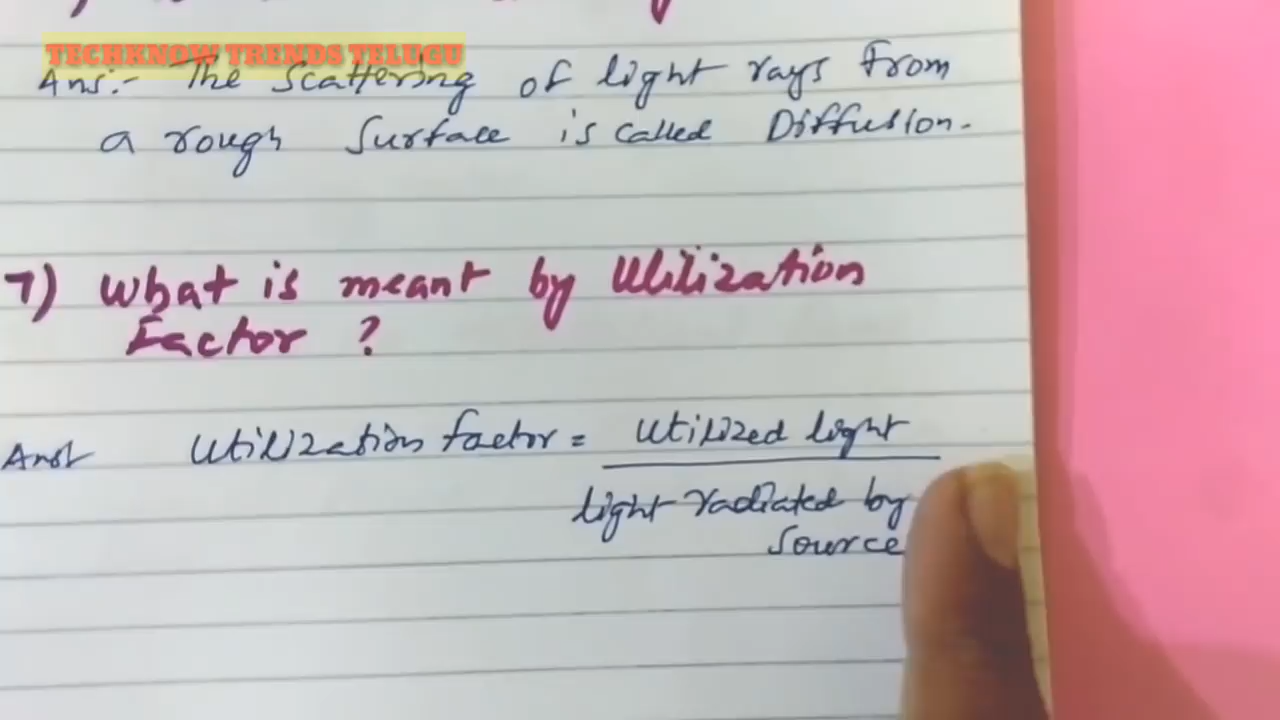 TECHKNOW TRENDS TELUGU
Ans:- The Scattering of light rays from
a rough Surface is called Diffusion.
7) What is meant by Utilization
Factor ?
Ans: Utilization factor = Utilized light
light radiated by
Source